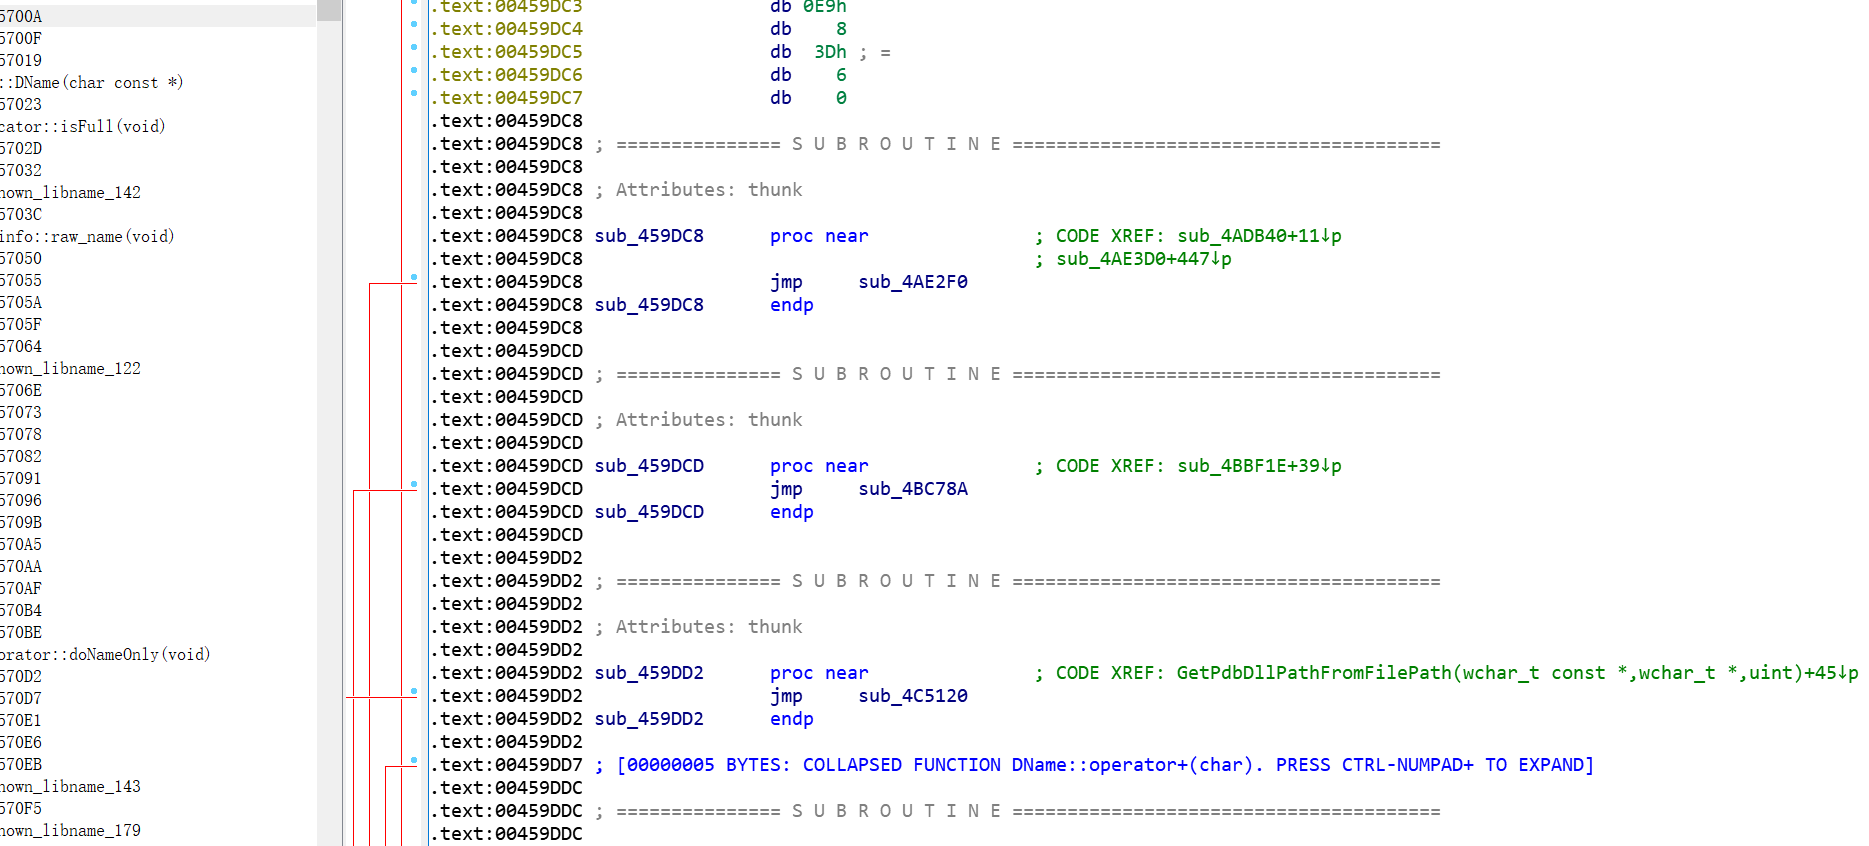 5700A
5700F
57019
::DName(char const *)
57023
cator::isFull(void)
5702D
57032
nown_libname_142
5703C
info::raw_name(void)
57050
57055
5705A
5705F
57064
nown_libname_122
5706E
57073
57078
57082
57091
57096
5709B
570A5
570AA
570AF
570B4
570BE
orator::doNameOnly(void)
570D2
570D7
570E1
570E6
570EB
nown_libname_143
570F5
nown_libname_179
.text:00459DC3 db 0E9h
.text:00459DC4 db 8
.text:00459DC5 db 3Dh ; =
.text:00459DC6 db 6
.text:00459DC7 db 0
.text:00459DC8
.text:00459DC8 ; =============== S U B R O U T I N E =======================================
.text:00459DC8
.text:00459DC8 ; Attributes: thunk
.text:00459DC8
.text:00459DC8 sub_459DC8 proc near ; CODE XREF: sub_4ADB40+11↓p
.text:00459DC8 ; sub_4AE3D0+447↓p
.text:00459DC8 jmp sub_4AE2F0
.text:00459DC8 sub_459DC8 endp
.text:00459DC8
.text:00459DCD
.text:00459DCD ; =============== S U B R O U T I N E =======================================
.text:00459DCD
.text:00459DCD ; Attributes: thunk
.text:00459DCD
.text:00459DCD sub_459DCD proc near ; CODE XREF: sub_4BBF1E+39↓p
.text:00459DCD jmp sub_4BC78A
.text:00459DCD sub_459DCD endp
.text:00459DCD
.text:00459DD2
.text:00459DD2 ; =============== S U B R O U T I N E =======================================
.text:00459DD2
.text:00459DD2 ; Attributes: thunk
.text:00459DD2
.text:00459DD2 sub_459DD2 proc near ; CODE XREF: GetPdbDllPathFromFilePath(wchar_t const *,wchar_t *,uint)+45↓p
.text:00459DD2 jmp sub_4C5120
.text:00459DD2 sub_459DD2 endp
.text:00459DD2
.text:00459DD7 ; [00000005 BYTES: COLLAPSED FUNCTION DName::operator+(char). PRESS CTRL-NUMPAD+ TO EXPAND]
.text:00459DDC
.text:00459DDC ; =============== S U B R O U T I N E =======================================
.text:00459DDC